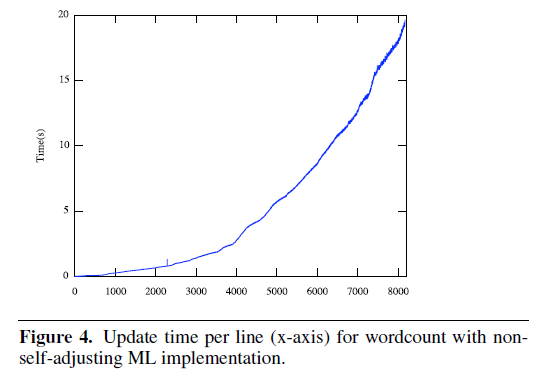 20
15
10
5
0
Time(s)
0 1000 2000 3000 4000 5000 6000 7000 8000
Figure 4. Update time per line (x-axis) for wordcount with non-
self-adjusting ML implementation.